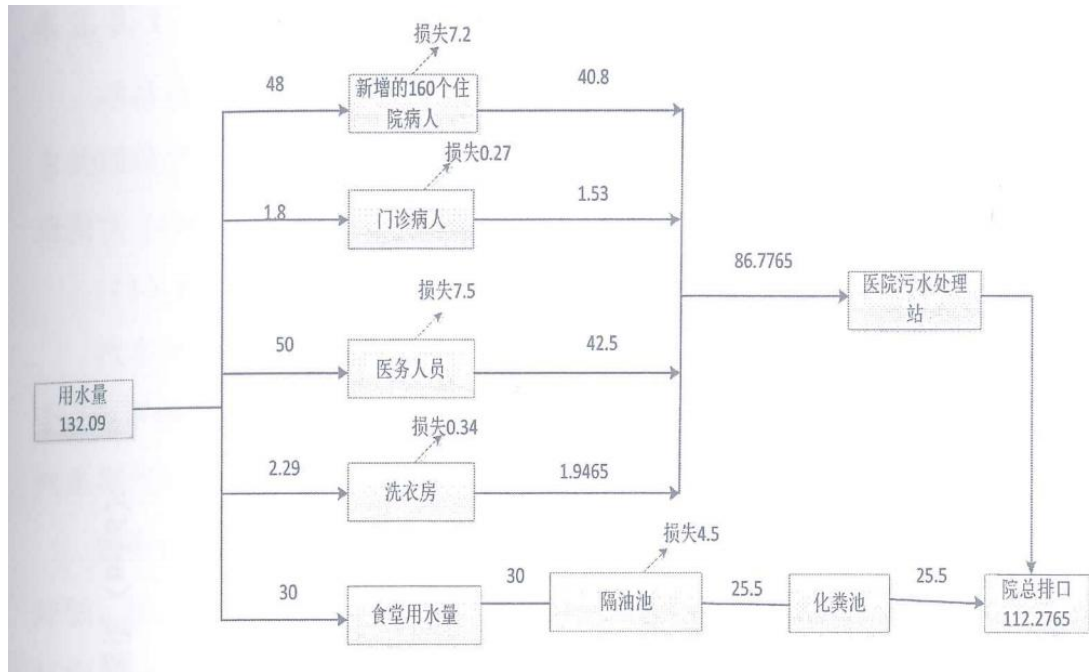 损失7.2
48
新增的160个住
院病人
40.8
损失0.27
1.8
门诊病人
1.53
86.7765
医院污水处理
站
损失7.5
50
医务人员
42.5
用水量
132.09
损失0.34
2.29
洗衣房
1.9465
损失4.5
30
食堂用水量
30
隔油池
25.5
化粪池
25.5
院总排口
112.2765